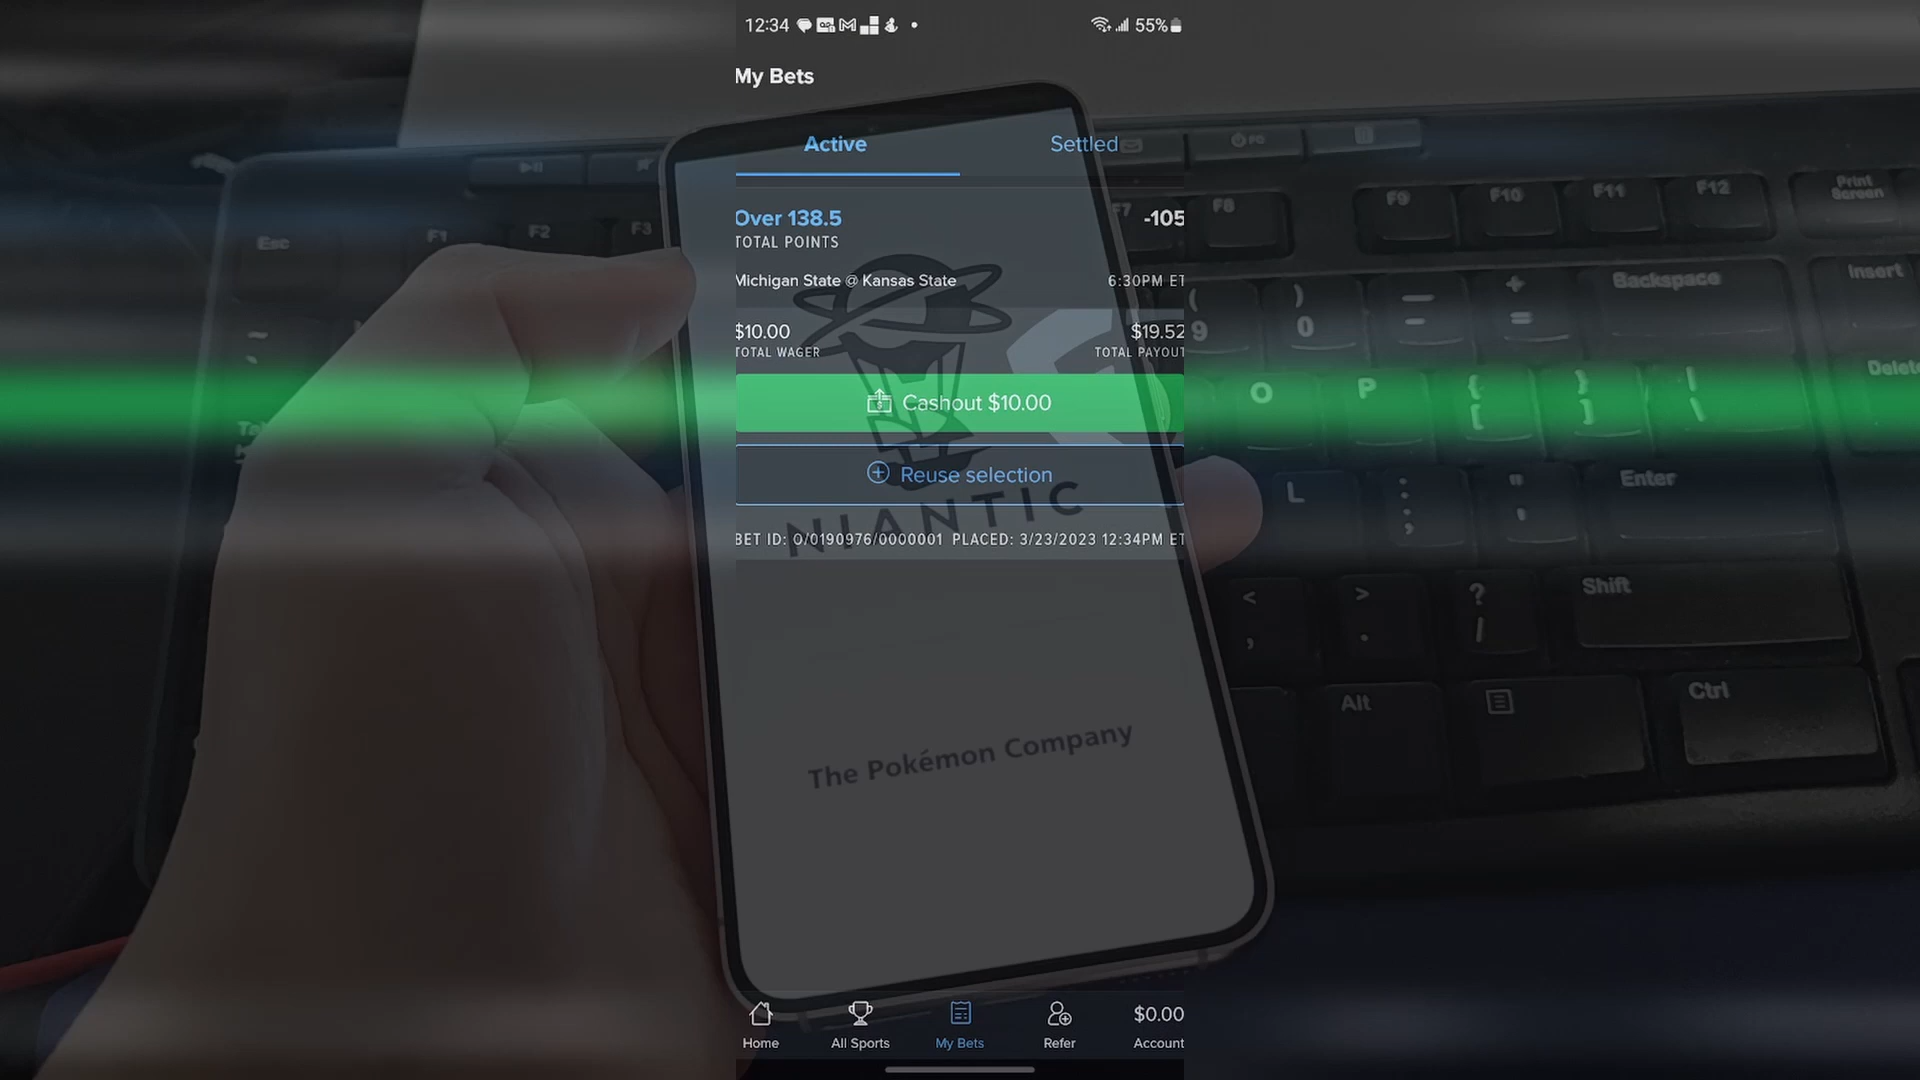 12:34 55%
My Bets
Active Settled
Over 138.5 -105
TOTAL POINTS
Michigan State @ Kansas State 6:30PM ET
$10.00 $19.52
TOTAL WAGER TOTAL PAYOUT
Cashout $10.00
Reuse selection
NIANTIC
BET ID: O/0190976/0000001 PLACED: 3/23/2023 12:34PM ET
The Pokémon Company
Home All Sports My Bets Refer $0.00
Account
Esc F1 F2 F3 F7 F8 F9 F10 F11 F12 Print
Screen
( ) — + Backspace Insert
9 0 - = Delete
O P { } |
[ ] \
L : " Enter
; '
< > ? Shift
, . /
Alt Ctrl